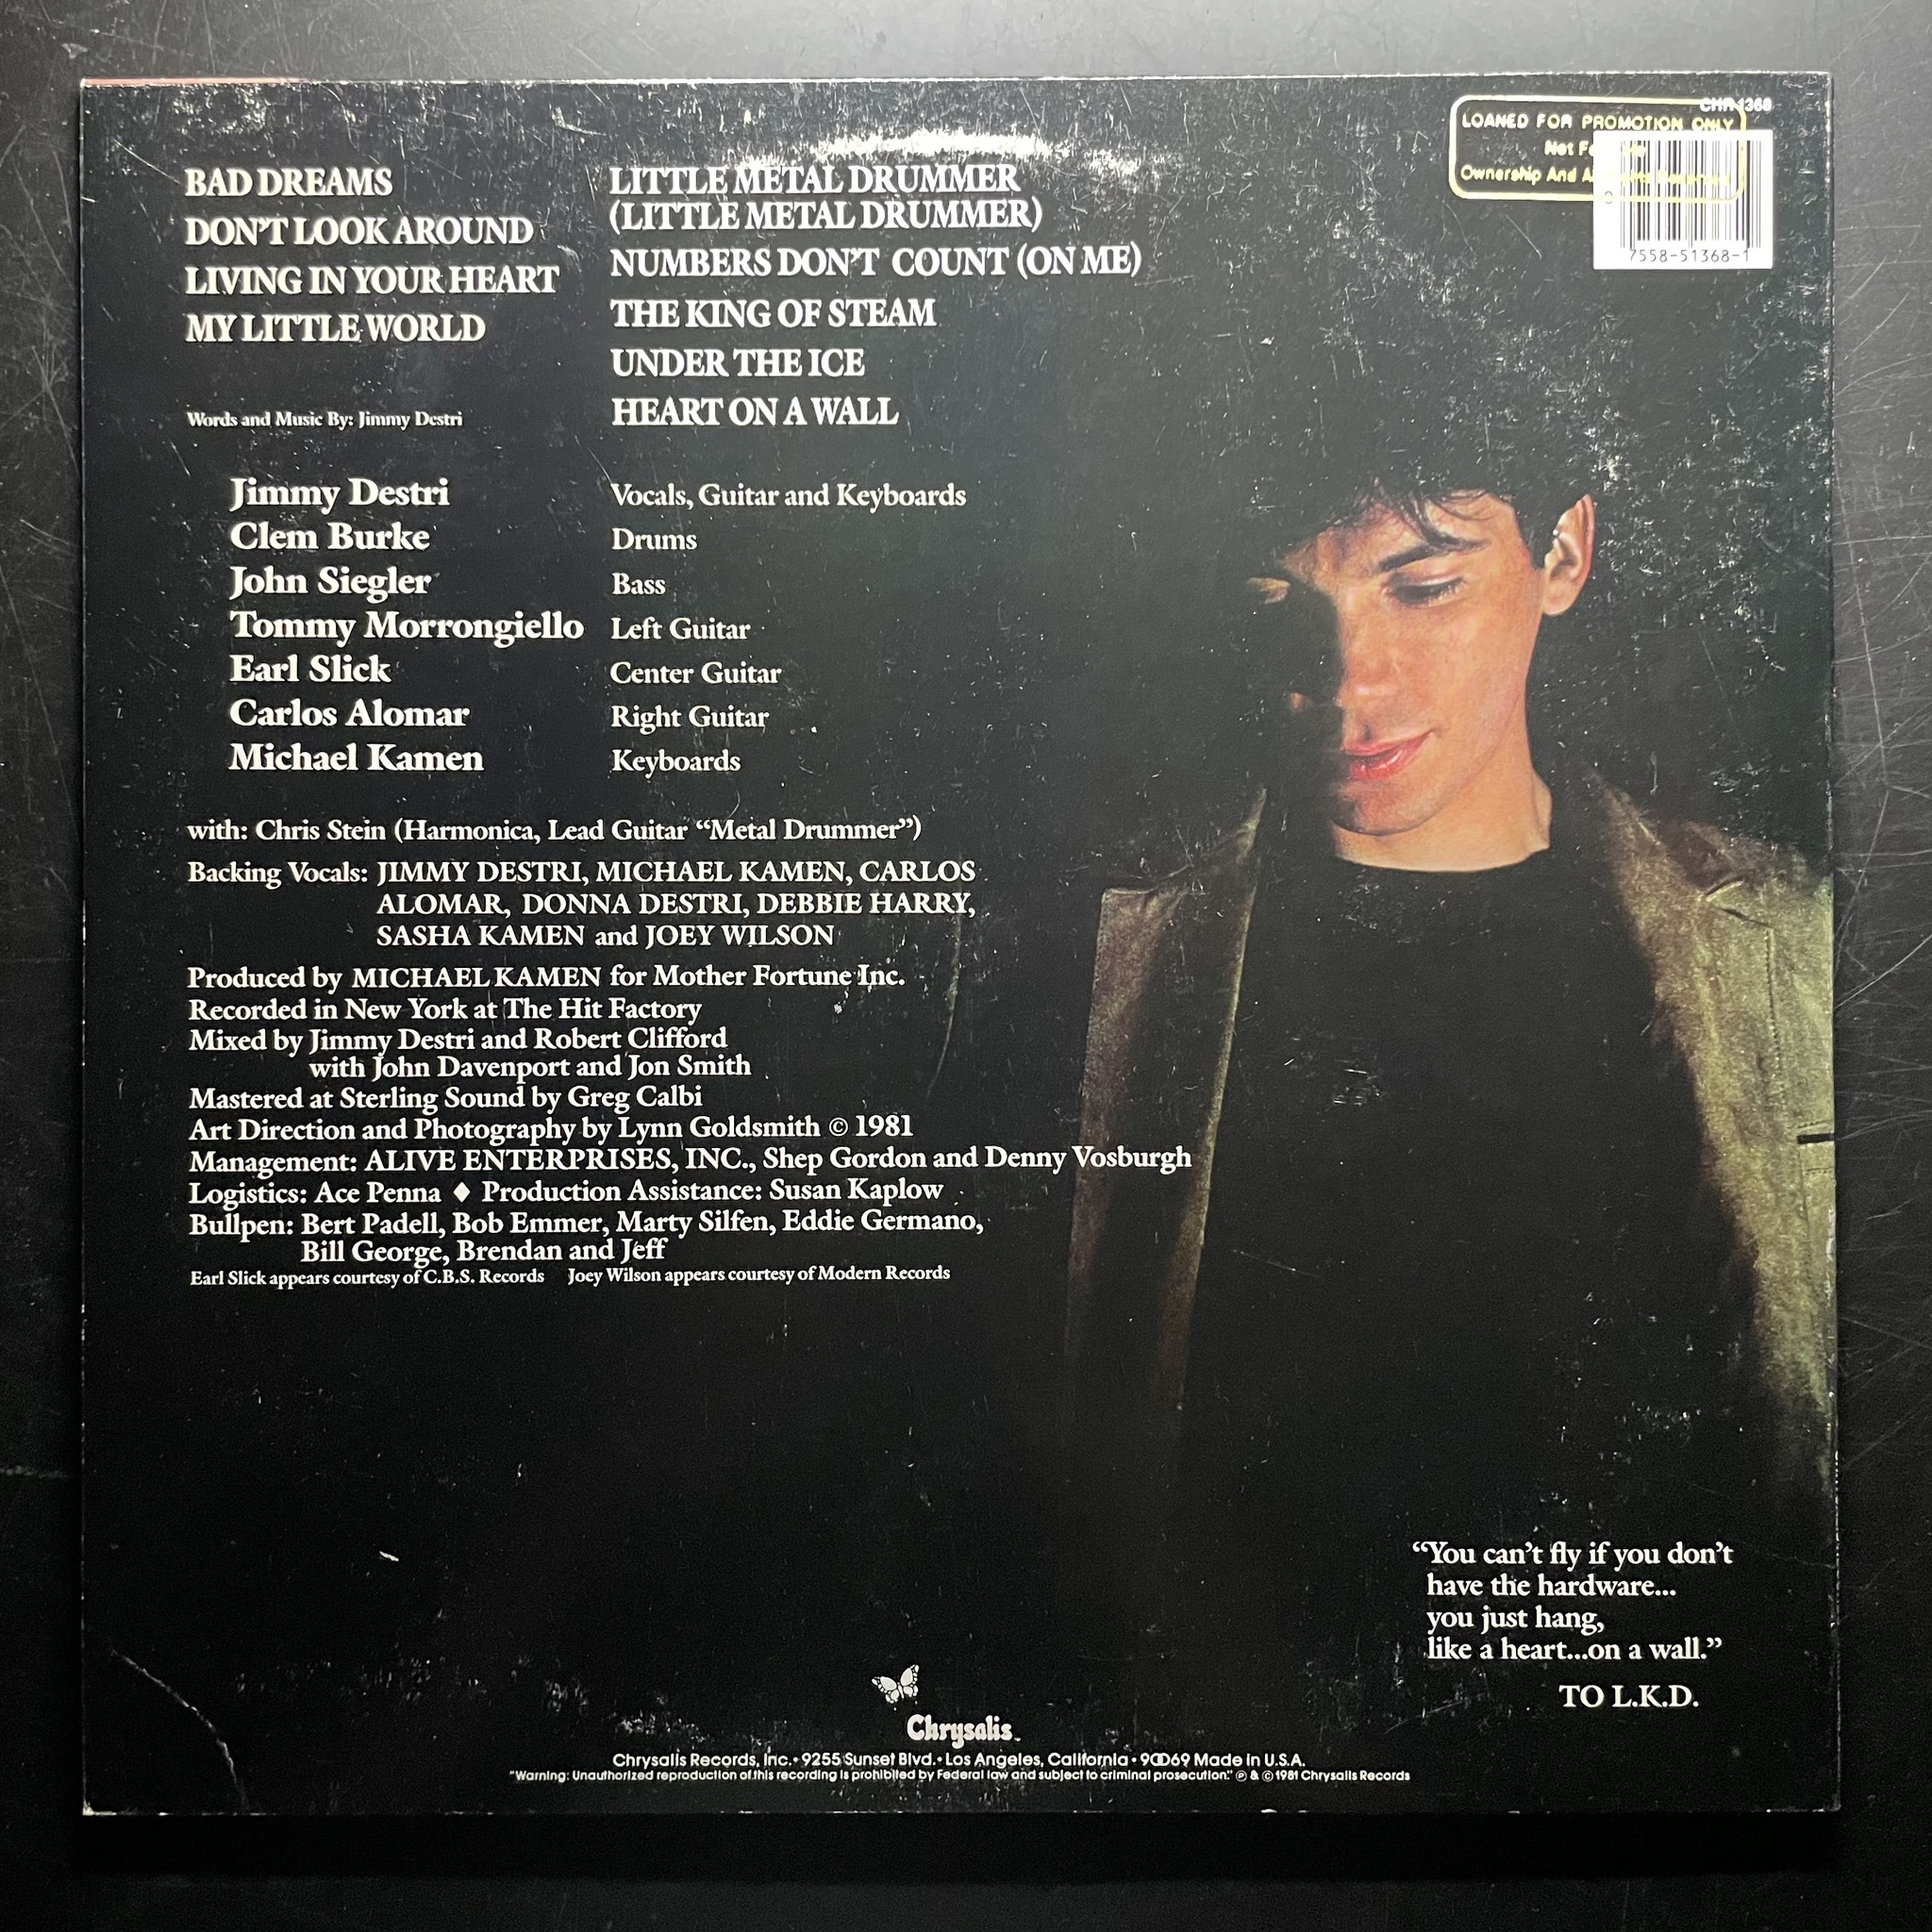 CHR 1368
LOANED FOR PROMOTION ONLY
Not
Ownership And
7558-51368-1
BAD DREAMS
DON'T LOOK AROUND
LIVING IN YOUR HEART
MY LITTLE WORLD
Words and Music By: Jimmy Destri
LITTLE METAL DRUMMER
(LITTLE METAL DRUMMER)
NUMBERS DON'T COUNT (ON ME)
THE KING OF STEAM
UNDER THE ICE
HEART ON A WALL
Jimmy Destri Vocals, Guitar and Keyboards
Clem Burke Drums
John Siegler Bass
Tommy Morrongiello Left Guitar
Earl Slick Center Guitar
Carlos Alomar Right Guitar
Michael Kamen Keyboards
with: Chris Stein (Harmonica, Lead Guitar “Metal Drummer”)
Backing Vocals: JIMMY DESTRI, MICHAEL KAMEN, CARLOS
ALOMAR, DONNA DESTRI, DEBBIE HARRY,
SASHA KAMEN and JOEY WILSON
Produced by MICHAEL KAMEN for Mother Fortune Inc.
Recorded in New York at The Hit Factory
Mixed by Jimmy Destri and Robert Clifford
with John Davenport and Jon Smith
Mastered at Sterling Sound by Greg Calbi
Art Direction and Photography by Lynn Goldsmith © 1981
Management: ALIVE ENTERPRISES, INC., Shep Gordon and Denny Vosburgh
Logistics: Ace Penna ♦ Production Assistance: Susan Kaplow
Bullpen: Bert Padell, Bob Emmer, Marty Silfen, Eddie Germano,
Bill George, Brendan and Jeff
Earl Slick appears courtesy of C.B.S. Records Joey Wilson appears courtesy of Modern Records
“You can't fly if you don't
have the hardware...
you just hang,
like a heart...on a wall.”
TO L.K.D.
Chrysalis
Chrysalis Records, Inc. • 9255 Sunset Blvd. • Los Angeles, California • 90069 Made in U.S.A.
"Warning: Unauthorized reproduction of this recording is prohibited by Federal law and subject to criminal prosecution." ℗ & © 1981 Chrysalis Records